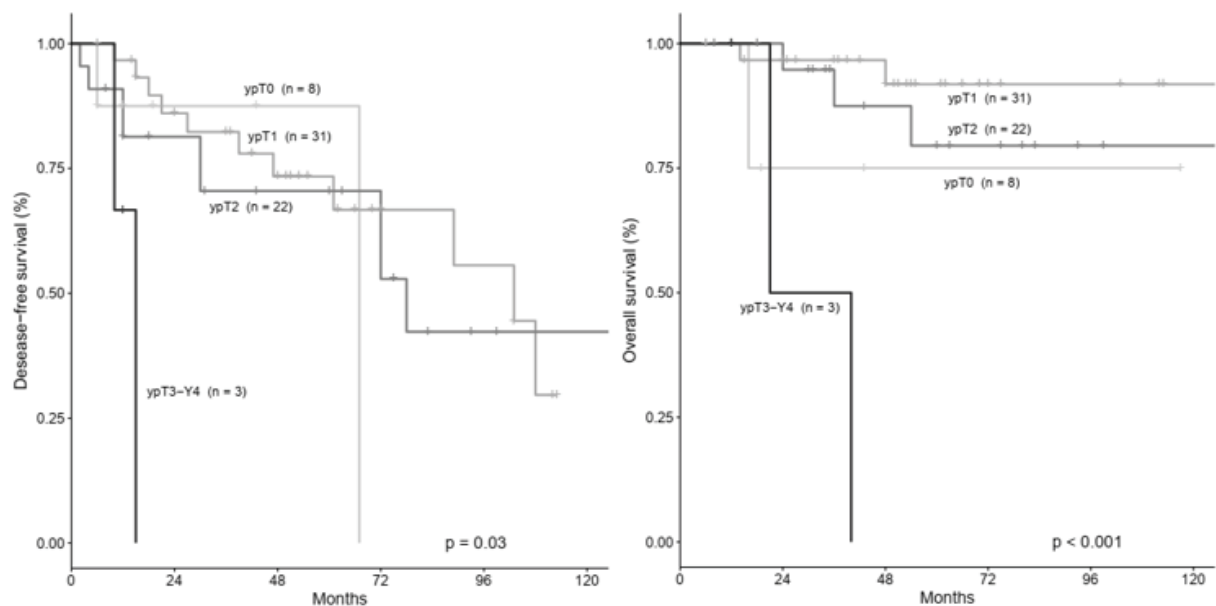 1.00
0.75
0.50
0.25
0.00
Desease-free survival (%)
ypT0 (n = 8)
ypT1 (n = 31)
ypT2 (n = 22)
ypT3-Y4 (n = 3)
p = 0.03
0 24 48 72 96 120
Months
1.00
0.75
0.50
0.25
0.00
Overall survival (%)
ypT1 (n = 31)
ypT2 (n = 22)
ypT0 (n = 8)
ypT3-Y4 (n = 3)
p < 0.001
0 24 48 72 96 120
Months